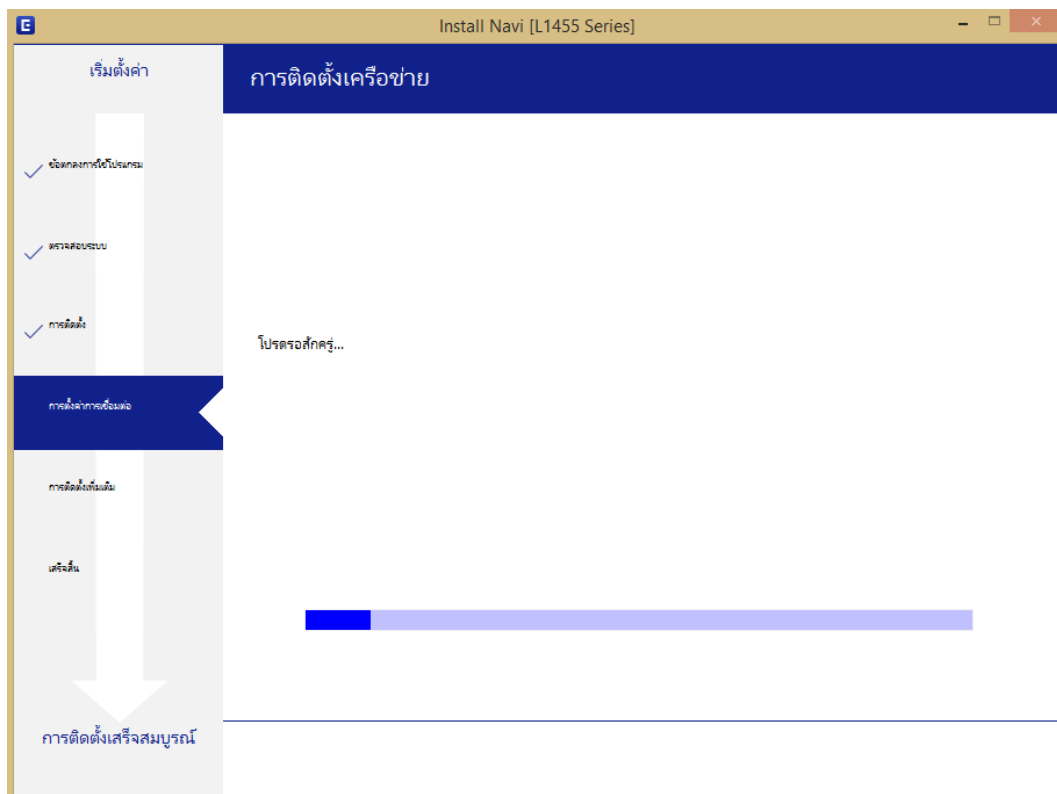 Install Navi [L1455 Series]
เริ่มตั้งค่า
การติดตั้งเครือข่าย
ข้อตกลงการใช้โปรแกรม
ตรวจสอบระบบ
การติดตั้ง
โปรดรอสักครู่...
การตั้งค่าการเชื่อมต่อ
การติดตั้งเพิ่มเติม
เสร็จสิ้น
การติดตั้งเสร็จสมบูรณ์